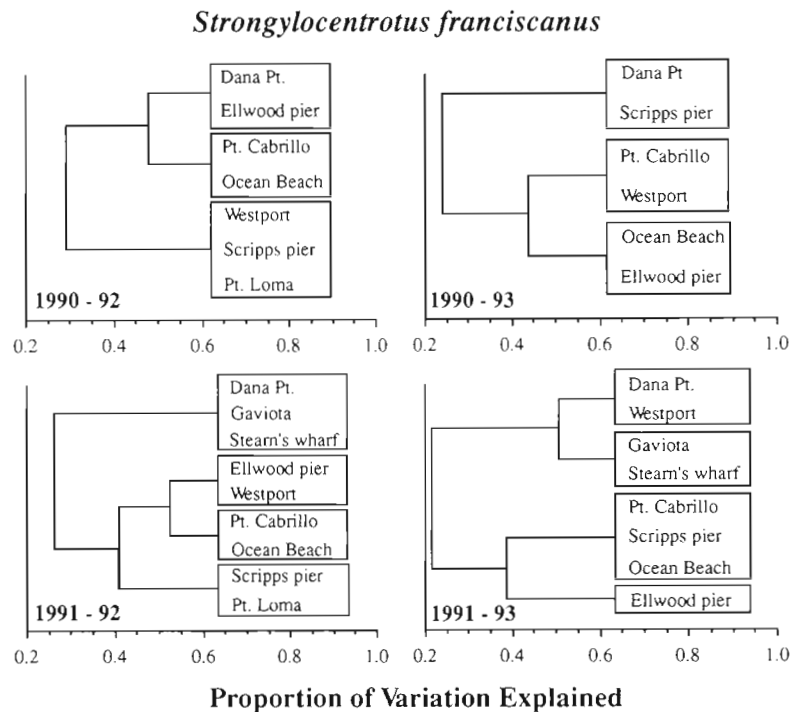 Strongylocentrotus franciscanus
Dana Pt.
Ellwood pier
Pt. Cabrillo
Ocean Beach
Westport
Scripps pier
Pt. Loma
1990 - 92
0.2 0.4 0.6 0.8 1.0
Dana Pt
Scripps pier
Pt. Cabrillo
Westport
Ocean Beach
Ellwood pier
1990 - 93
0.2 0.4 0.6 0.8 1.0
Dana Pt.
Gaviota
Stearn's wharf
Ellwood pier
Westport
Pt. Cabrillo
Ocean Beach
Scripps pier
Pt. Loma
1991 - 92
0.2 0.4 0.6 0.8 1.0
Dana Pt.
Westport
Gaviota
Stearn's wharf
Pt. Cabrillo
Scripps pier
Ocean Beach
Ellwood pier
1991 - 93
0.2 0.4 0.6 0.8 1.0
Proportion of Variation Explained